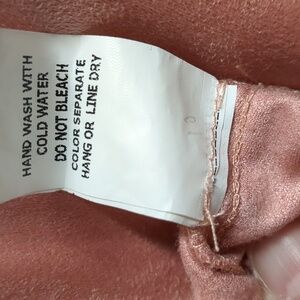 HAND WASH WITH
COLD WATER
DO NOT BLEACH
COLOR SEPARATE
HANG OR LINE DRY